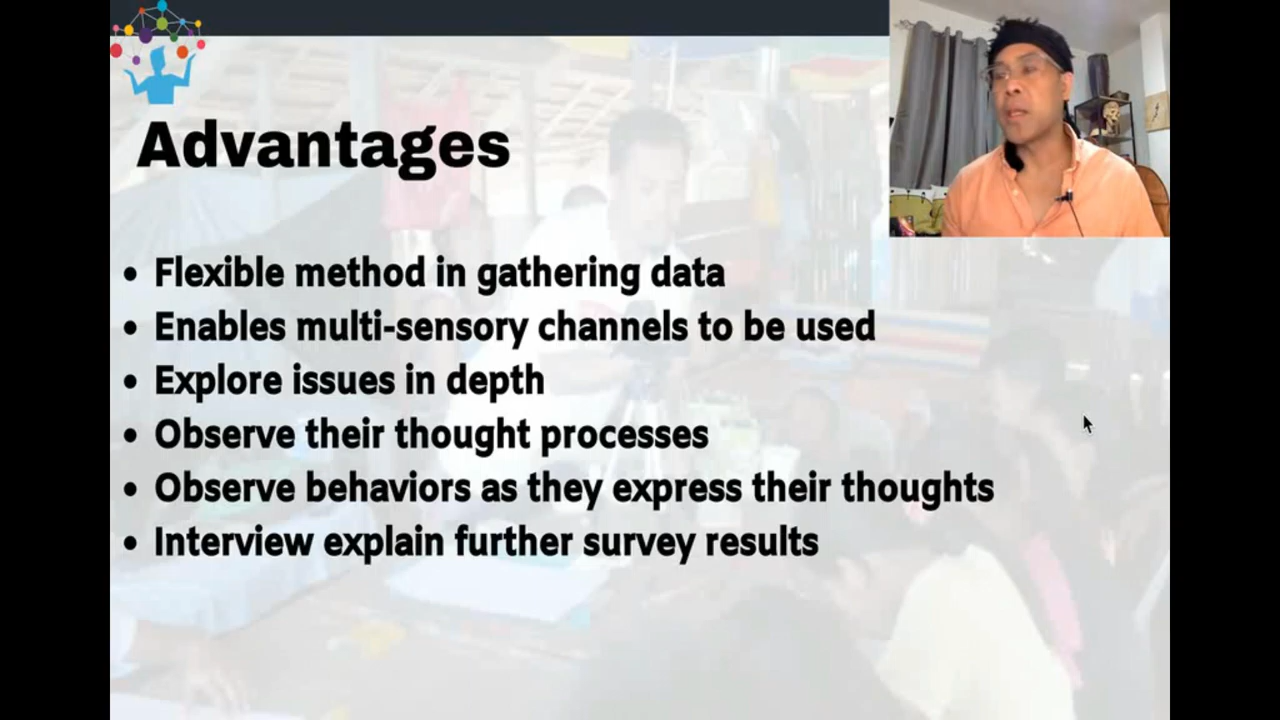 Advantages
• Flexible method in gathering data
• Enables multi-sensory channels to be used
• Explore issues in depth
• Observe their thought processes
• Observe behaviors as they express their thoughts
• Interview explain further survey results